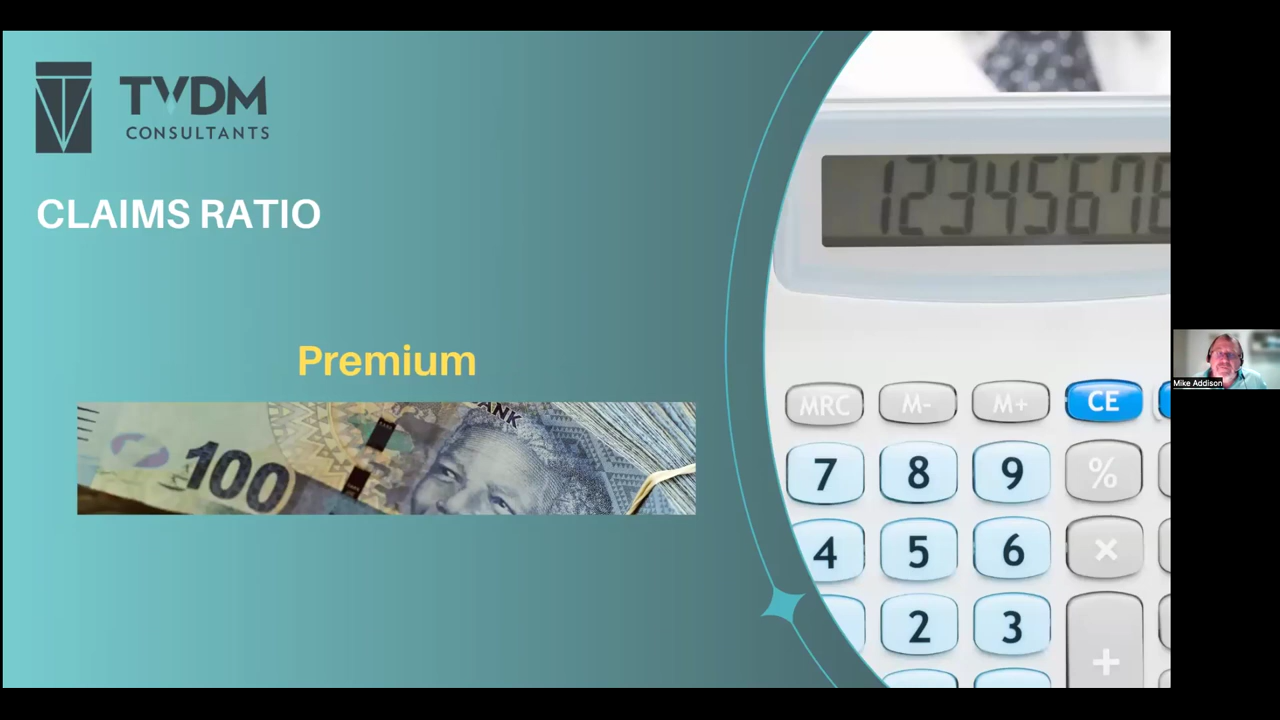 TVDM
CONSULTANTS
CLAIMS RATIO
Premium
BANK
100
12345678
MRC M- M+ CE
7 8 9 %
4 5 6 ×
2 3
+
Mike Addison